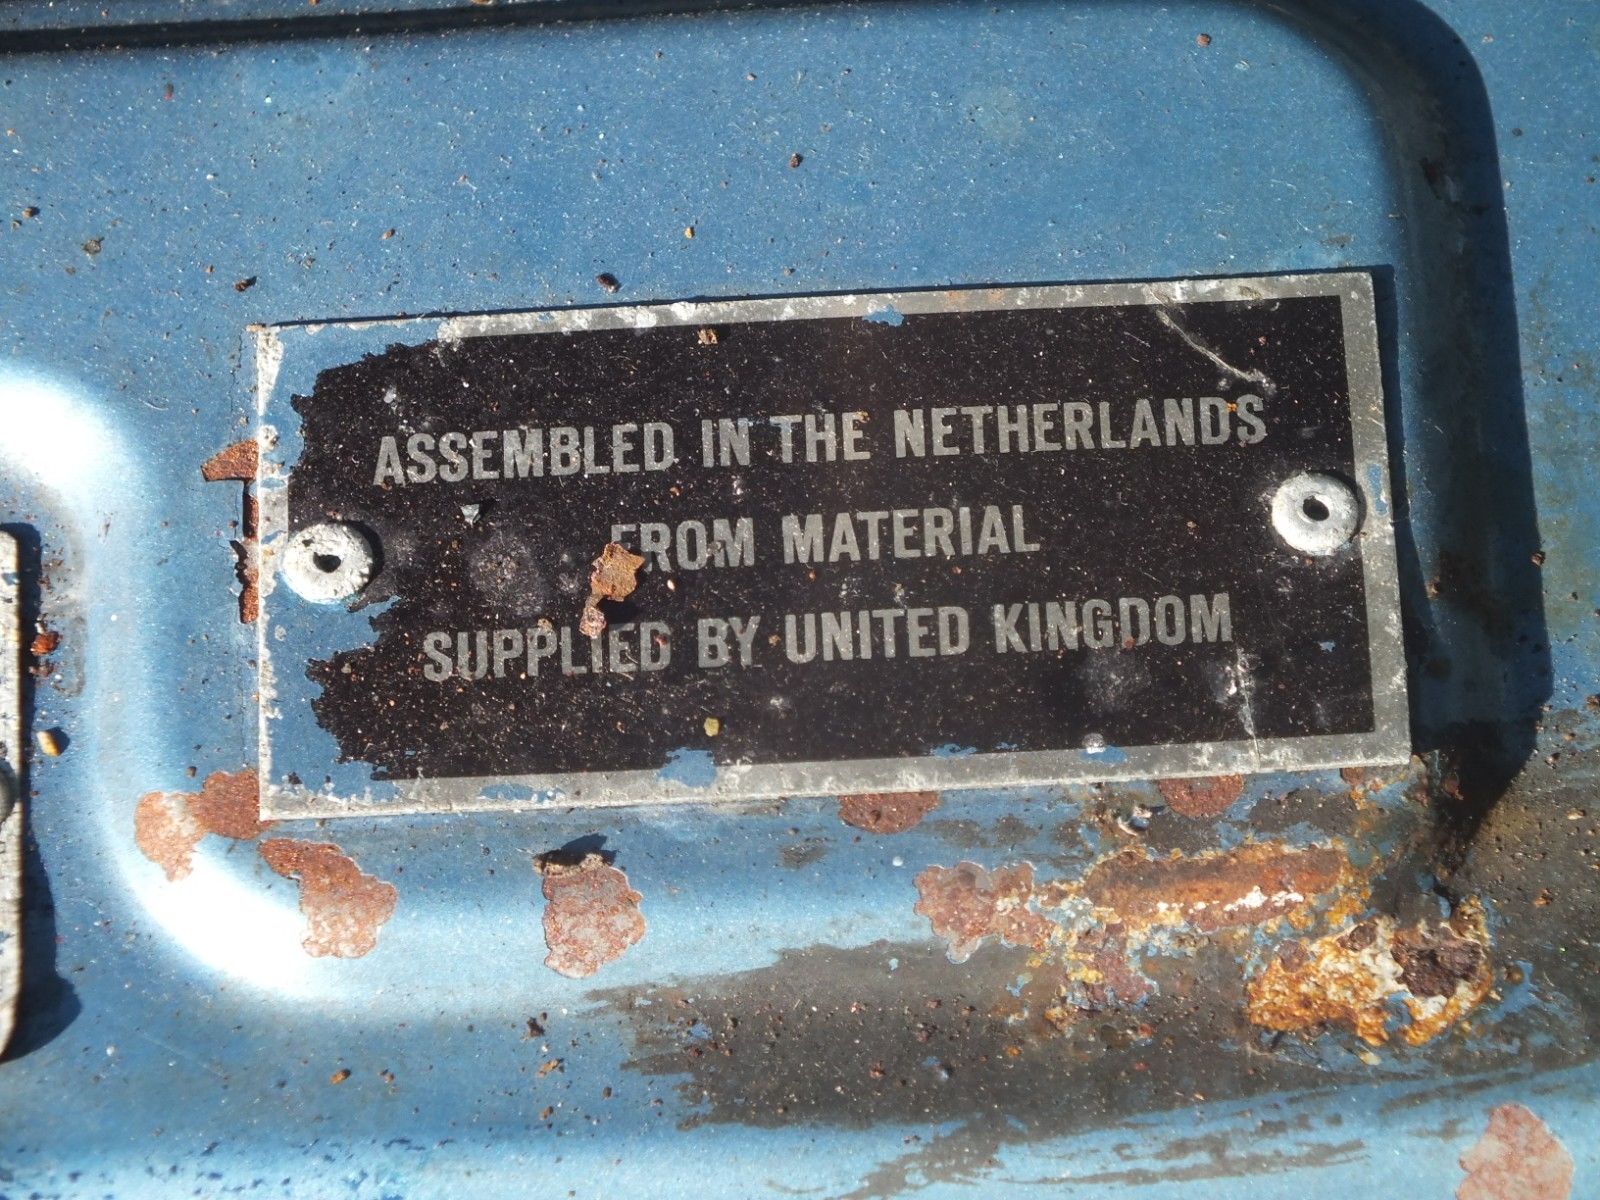 ASSEMBLED IN THE NETHERLANDS
FROM MATERIAL
SUPPLIED BY UNITED KINGDOM